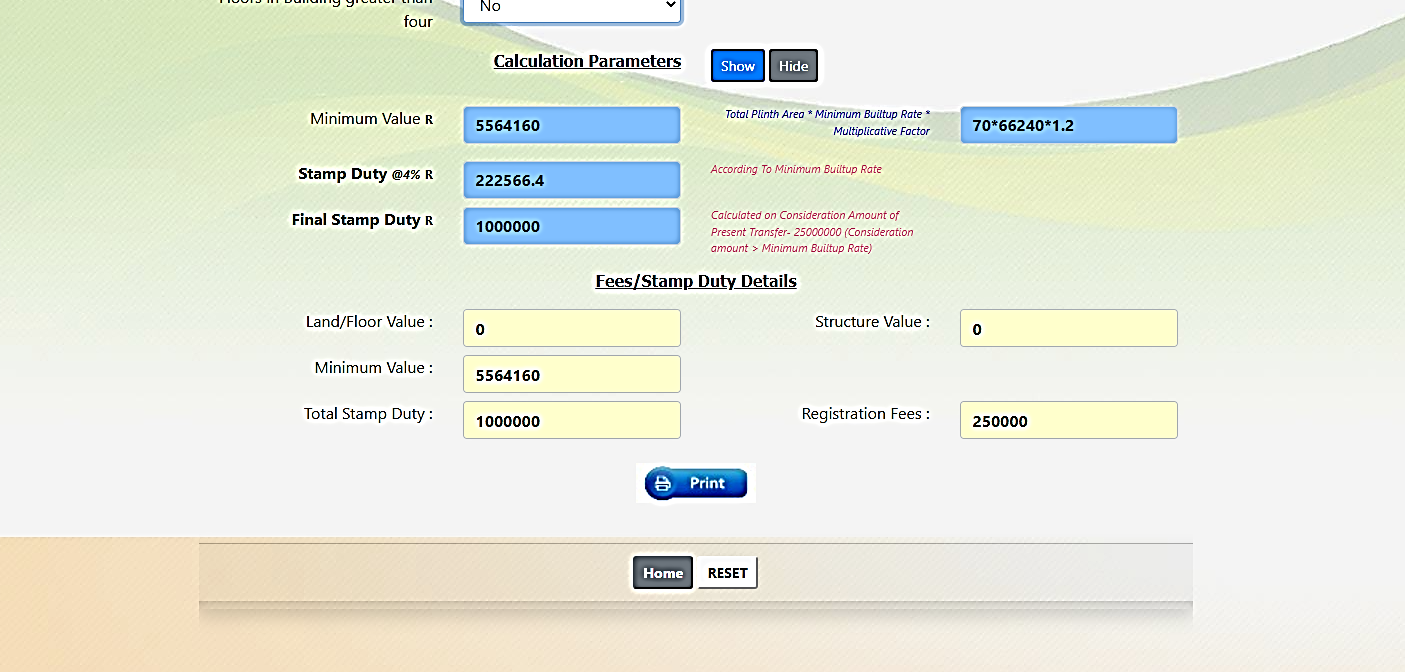 Floors in Building greater than
four
No
Calculation Parameters
Show
Hide
Minimum Value R
5564160
Total Plinth Area * Minimum Builtup Rate *
Multiplicative Factor
70*66240*1.2
Stamp Duty @4% R
222566.4
According To Minimum Builtup Rate
Final Stamp Duty R
1000000
Calculated on Consideration Amount of
Present Transfer- 25000000 (Consideration
amount > Minimum Builtup Rate)
Fees/Stamp Duty Details
Land/Floor Value :
0
Structure Value :
0
Minimum Value :
5564160
Total Stamp Duty :
1000000
Registration Fees :
250000
Print
Home
RESET